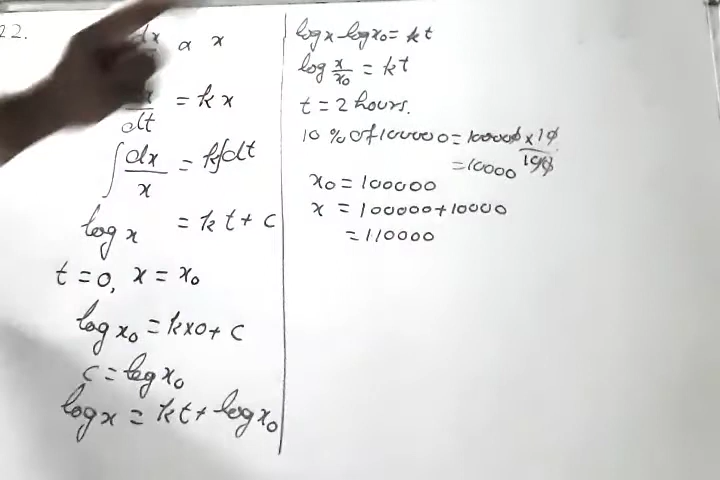 22.
dx α x
dx/dt = kx
∫ dx/x = k∫dt
log x = kt + c
t = 0, x = x₀
log x₀ = k×0 + c
c = log x₀
log x = kt + log x₀
log x - log x₀ = kt
log x/x₀ = kt
t = 2 hours.
10 % of 100000 = 100000 × 10/100
= 10000
x₀ = 100000
x = 100000 + 10000
= 110000